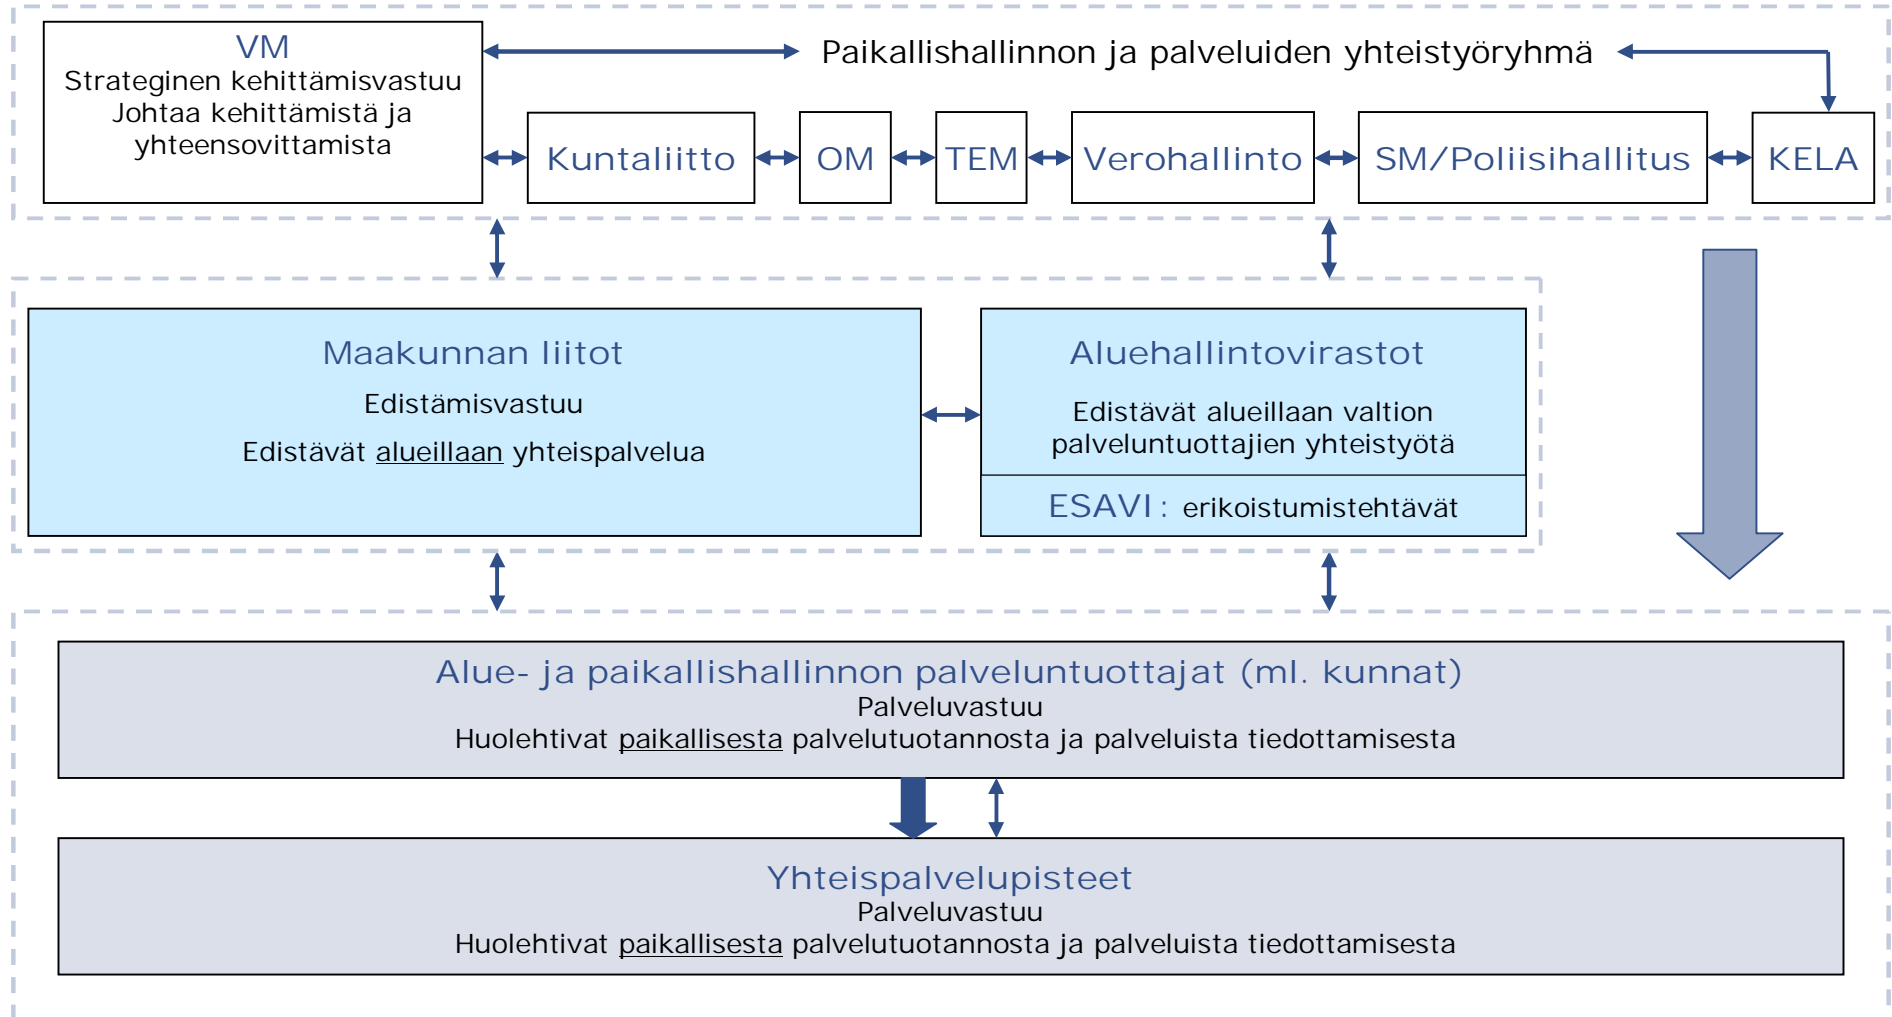 VM
Strateginen kehittämisvastuu
Johtaa kehittämistä ja
yhteensovittamista
Paikallishallinnon ja palveluiden yhteistyöryhmä
Kuntaliitto
OM
TEM
Verohallinto
SM/Poliisihallitus
KELA
Maakunnan liitot
Edistämisvastuu
Edistävät alueillaan yhteispalvelua
Aluehallintovirastot
Edistävät alueillaan valtion
palveluntuottajien yhteistyötä
ESAVI: erikoistumistehtävät
Alue- ja paikallishallinnon palveluntuottajat (ml. kunnat)
Palveluvastuu
Huolehtivat paikallisesta palvelutuotannosta ja palveluista tiedottamisesta
Yhteispalvelupisteet
Palveluvastuu
Huolehtivat paikallisesta palvelutuotannosta ja palveluista tiedottamisesta